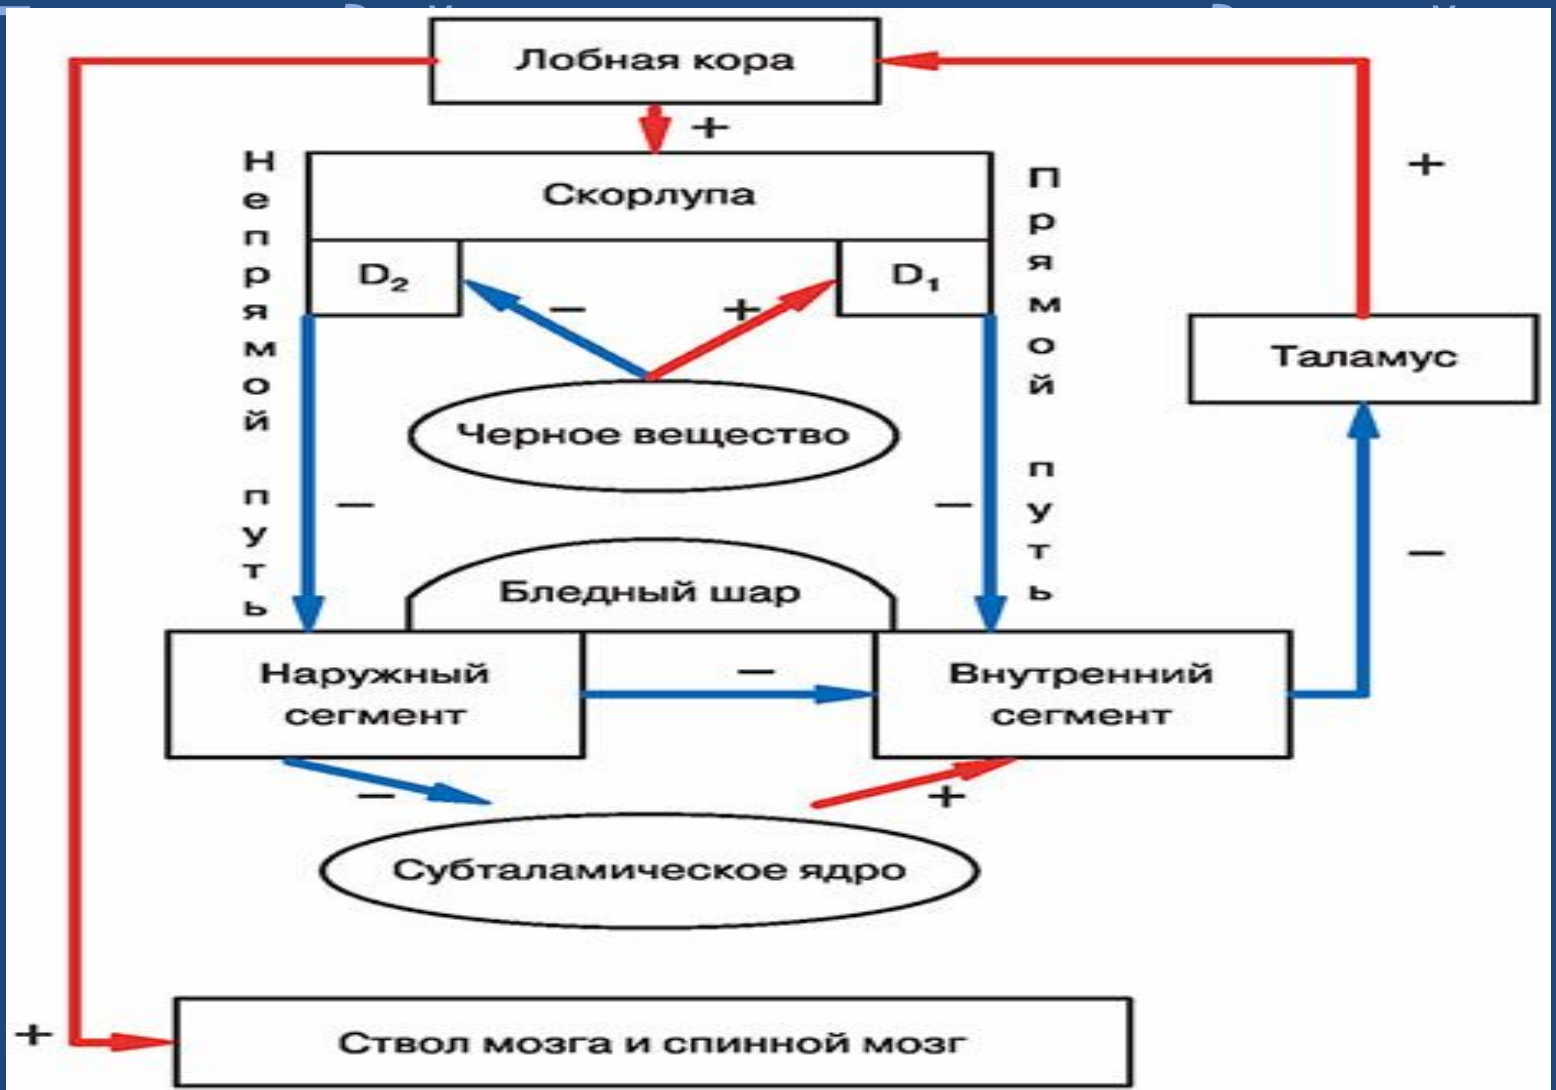 Лобная кора
+
Непрямой путь
Скорлупа
Прямой путь
+
D₂
D₁
−
+
Таламус
Черное вещество
−
−
−
Бледный шар
Наружный
сегмент
−
Внутренний
сегмент
−
+
Субталамическое ядро
+
Ствол мозга и спинной мозг